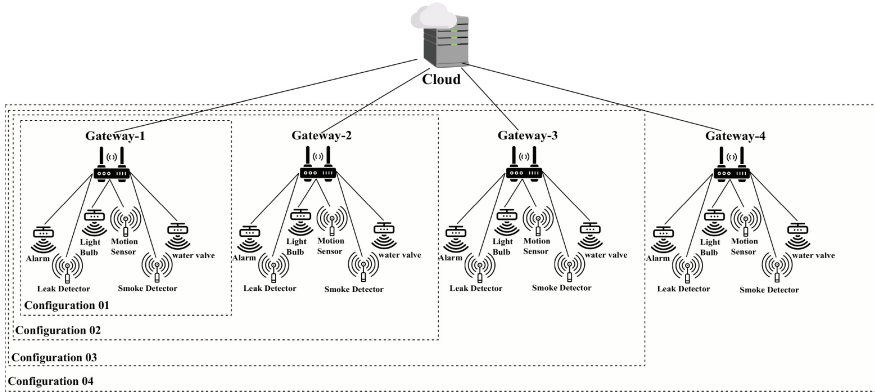 Cloud
Gateway-1
Gateway-2
Gateway-3
Gateway-4
Alarm
Light
Bulb
Motion
Sensor
water valve
Leak Detector
Smoke Detector
Alarm
Light
Bulb
Motion
Sensor
water valve
Leak Detector
Smoke Detector
Alarm
Light
Bulb
Motion
Sensor
water valve
Leak Detector
Smoke Detector
Alarm
Light
Bulb
Motion
Sensor
water valve
Leak Detector
Smoke Detector
Configuration 01
Configuration 02
Configuration 03
Configuration 04